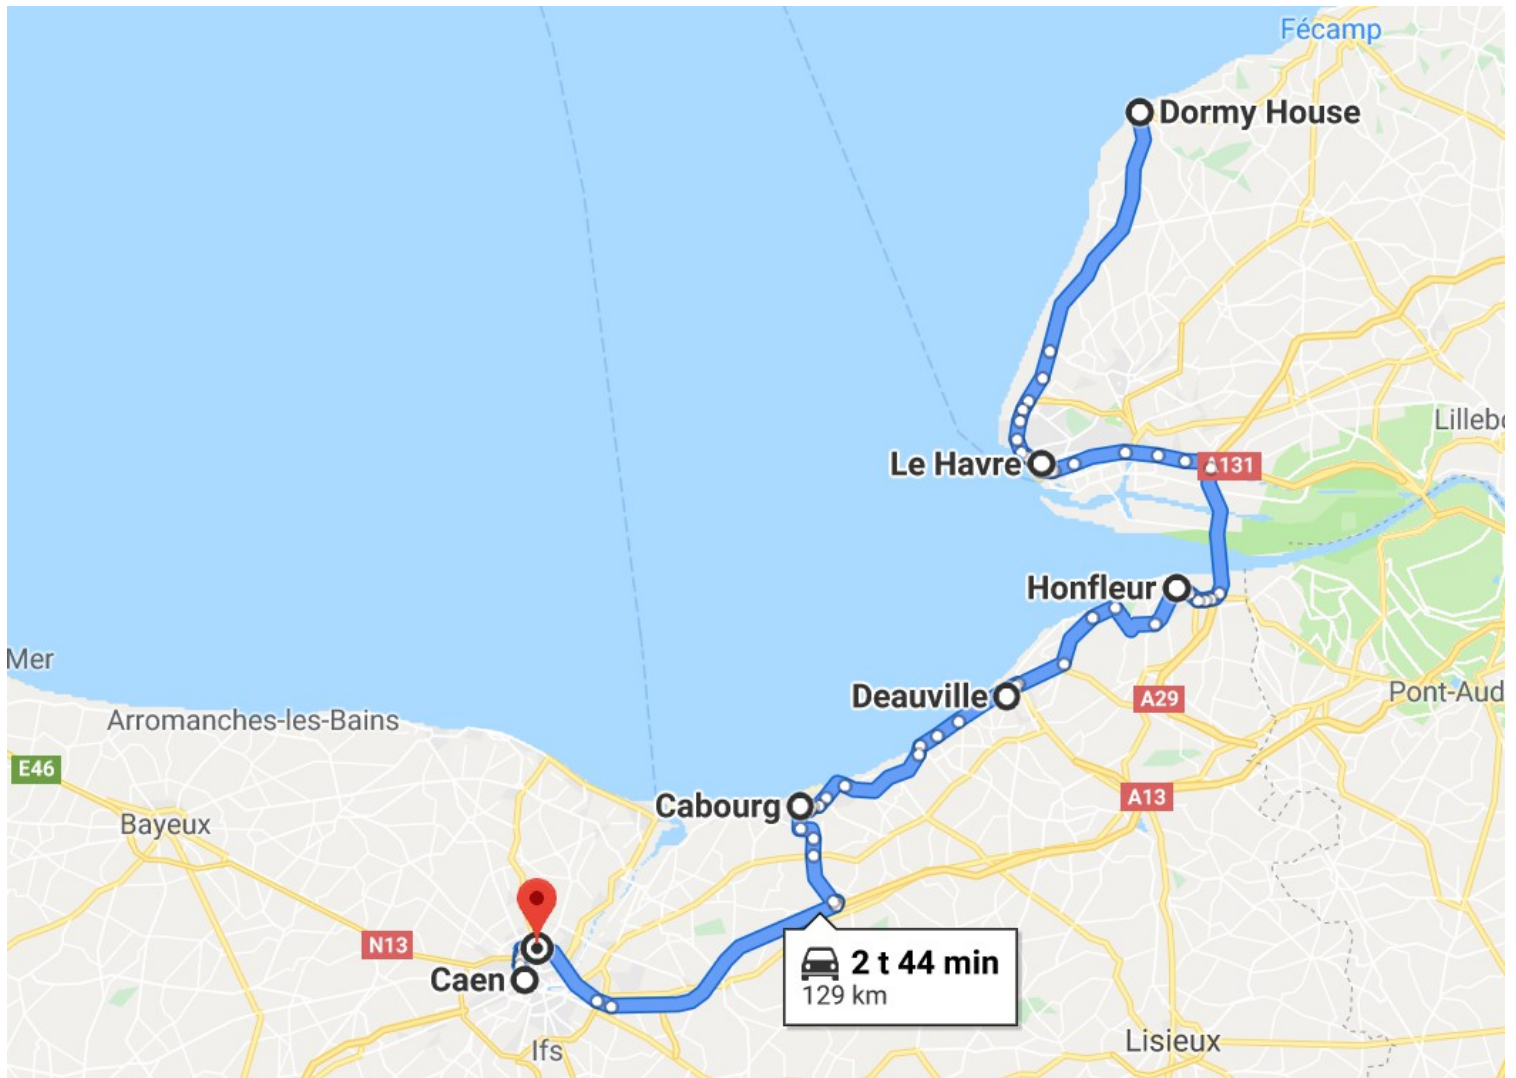 Fécamp
Dormy House
Lilleb
Le Havre
A131
Honfleur
Mer
Deauville
A29
Pont-Aud
Arromanches-les-Bains
E46
A13
Cabourg
Bayeux
N13
2 t 44 min
129 km
Caen
Ifs
Lisieux